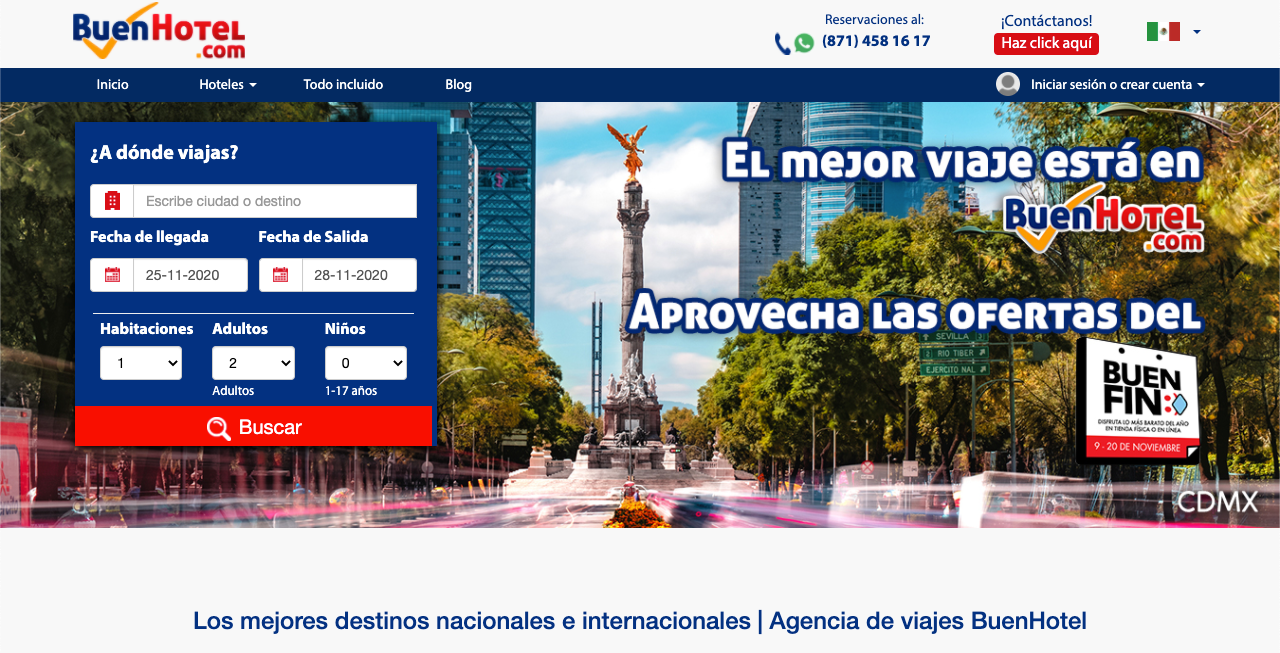 BuenHotel
.com
Reservaciones al:
(871) 458 16 17
¡Contáctanos!
Haz click aquí
Inicio
Hoteles
Todo incluido
Blog
Iniciar sesión o crear cuenta
¿A dónde viajas?
Escribe ciudad o destino
Fecha de llegada
Fecha de Salida
25-11-2020
28-11-2020
Habitaciones
Adultos
Niños
1
2
0
Adultos
1-17 años
Buscar
El mejor viaje está en
BuenHotel
.com
Aprovecha las ofertas del
SEVILLA
2 RIO TIBER
EJERCITO NAL
BUEN
FIN
DISFRUTA LO MÁS BARATO DEL AÑO
EN TIENDA FÍSICA O EN LÍNEA
9 - 20 DE NOVIEMBRE
CDMX
Los mejores destinos nacionales e internacionales | Agencia de viajes BuenHotel